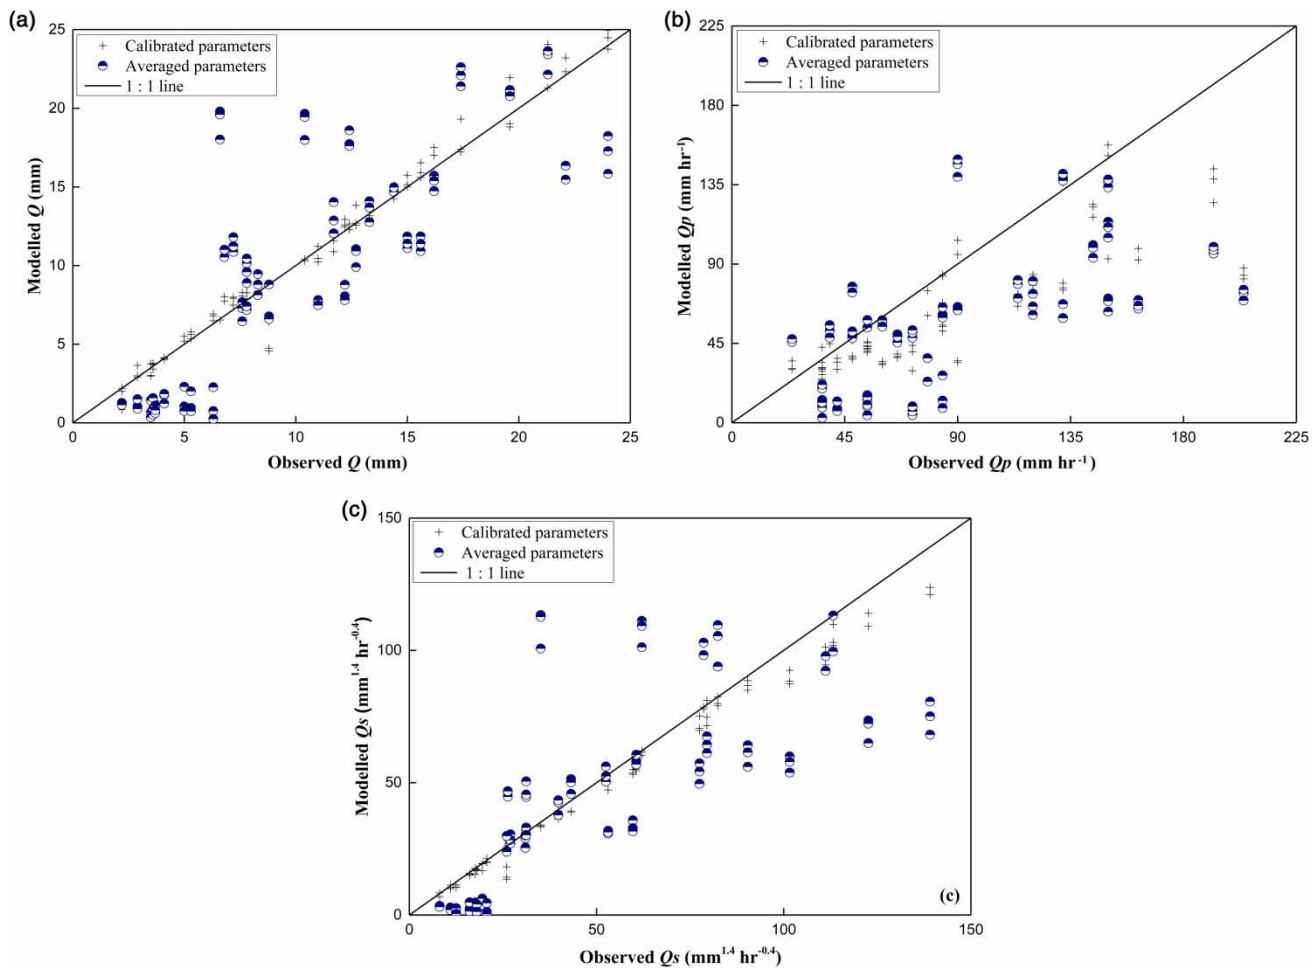 (a)
25
20
15
10
5
0
Modelled Q (mm)
Calibrated parameters
Averaged parameters
1 : 1 line
0 5 10 15 20 25
Observed Q (mm)
(b)
225
180
135
90
45
0
Modelled Qp (mm hr⁻¹)
Calibrated parameters
Averaged parameters
1 : 1 line
0 45 90 135 180 225
Observed Qp (mm hr⁻¹)
(c)
150
100
50
0
Modelled Qs (mm¹·⁴ hr⁻⁰·⁴)
Calibrated parameters
Averaged parameters
1 : 1 line
(c)
0 50 100 150
Observed Qs (mm¹·⁴ hr⁻⁰·⁴)